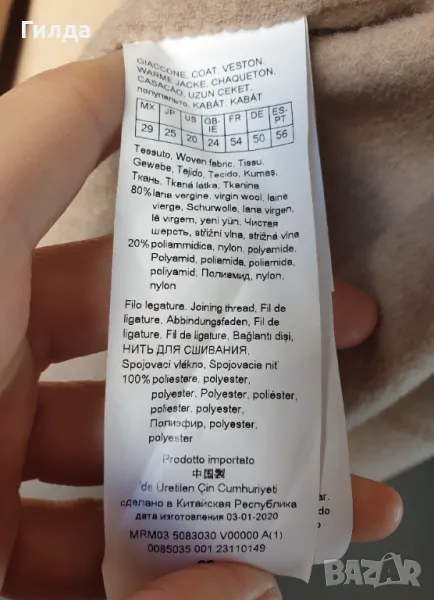 Гилда
GIACCONE, COAT, VESTON,
WARME JACKE, CHAQUETON,
CASACÃO, UZUN CEKET,
полупальто, KABÁT, KABÁT
MX JP US GB-IE FR DE ES-PT
29 25 20 24 54 50 56
Tessuto, Woven fabric, Tissu,
Gewebe, Tejido, Tecido, Kumaş,
Ткань, Tkaná látka, Tkanina
80% lana vergine, virgin wool, laine
vierge, Schurwolle, lana virgen,
lã virgem, yeni yün, Чистая
шерсть, střižní vlna, strižná vlna
20% poliammidica, nylon, polyamide,
Polyamid, poliamida, poliamida,
poliyamid, Полиамид, nylon,
nylon
Filo legatura, Joining thread, Fil de
ligature, Abbindungsfaden, Fil de
ligature, Fil de ligature, Bağlanti dişi,
НИТЬ ДЛЯ СШИВАНИЯ,
Spojovací vlákno, Spojovacie niť
100% poliestere, polyester,
polyester, Polyester, poliéster,
poliester, polyester,
Полиэфир, polyester,
polyester
Prodotto importato
中国製
'de Uretilen Çin Cumhuriyeti
сделано в Китайская Республика
дата изготовления 03-01-2020
MRM03 5083030 V00000 A(1)
0085035 001 23110149
BAZAR